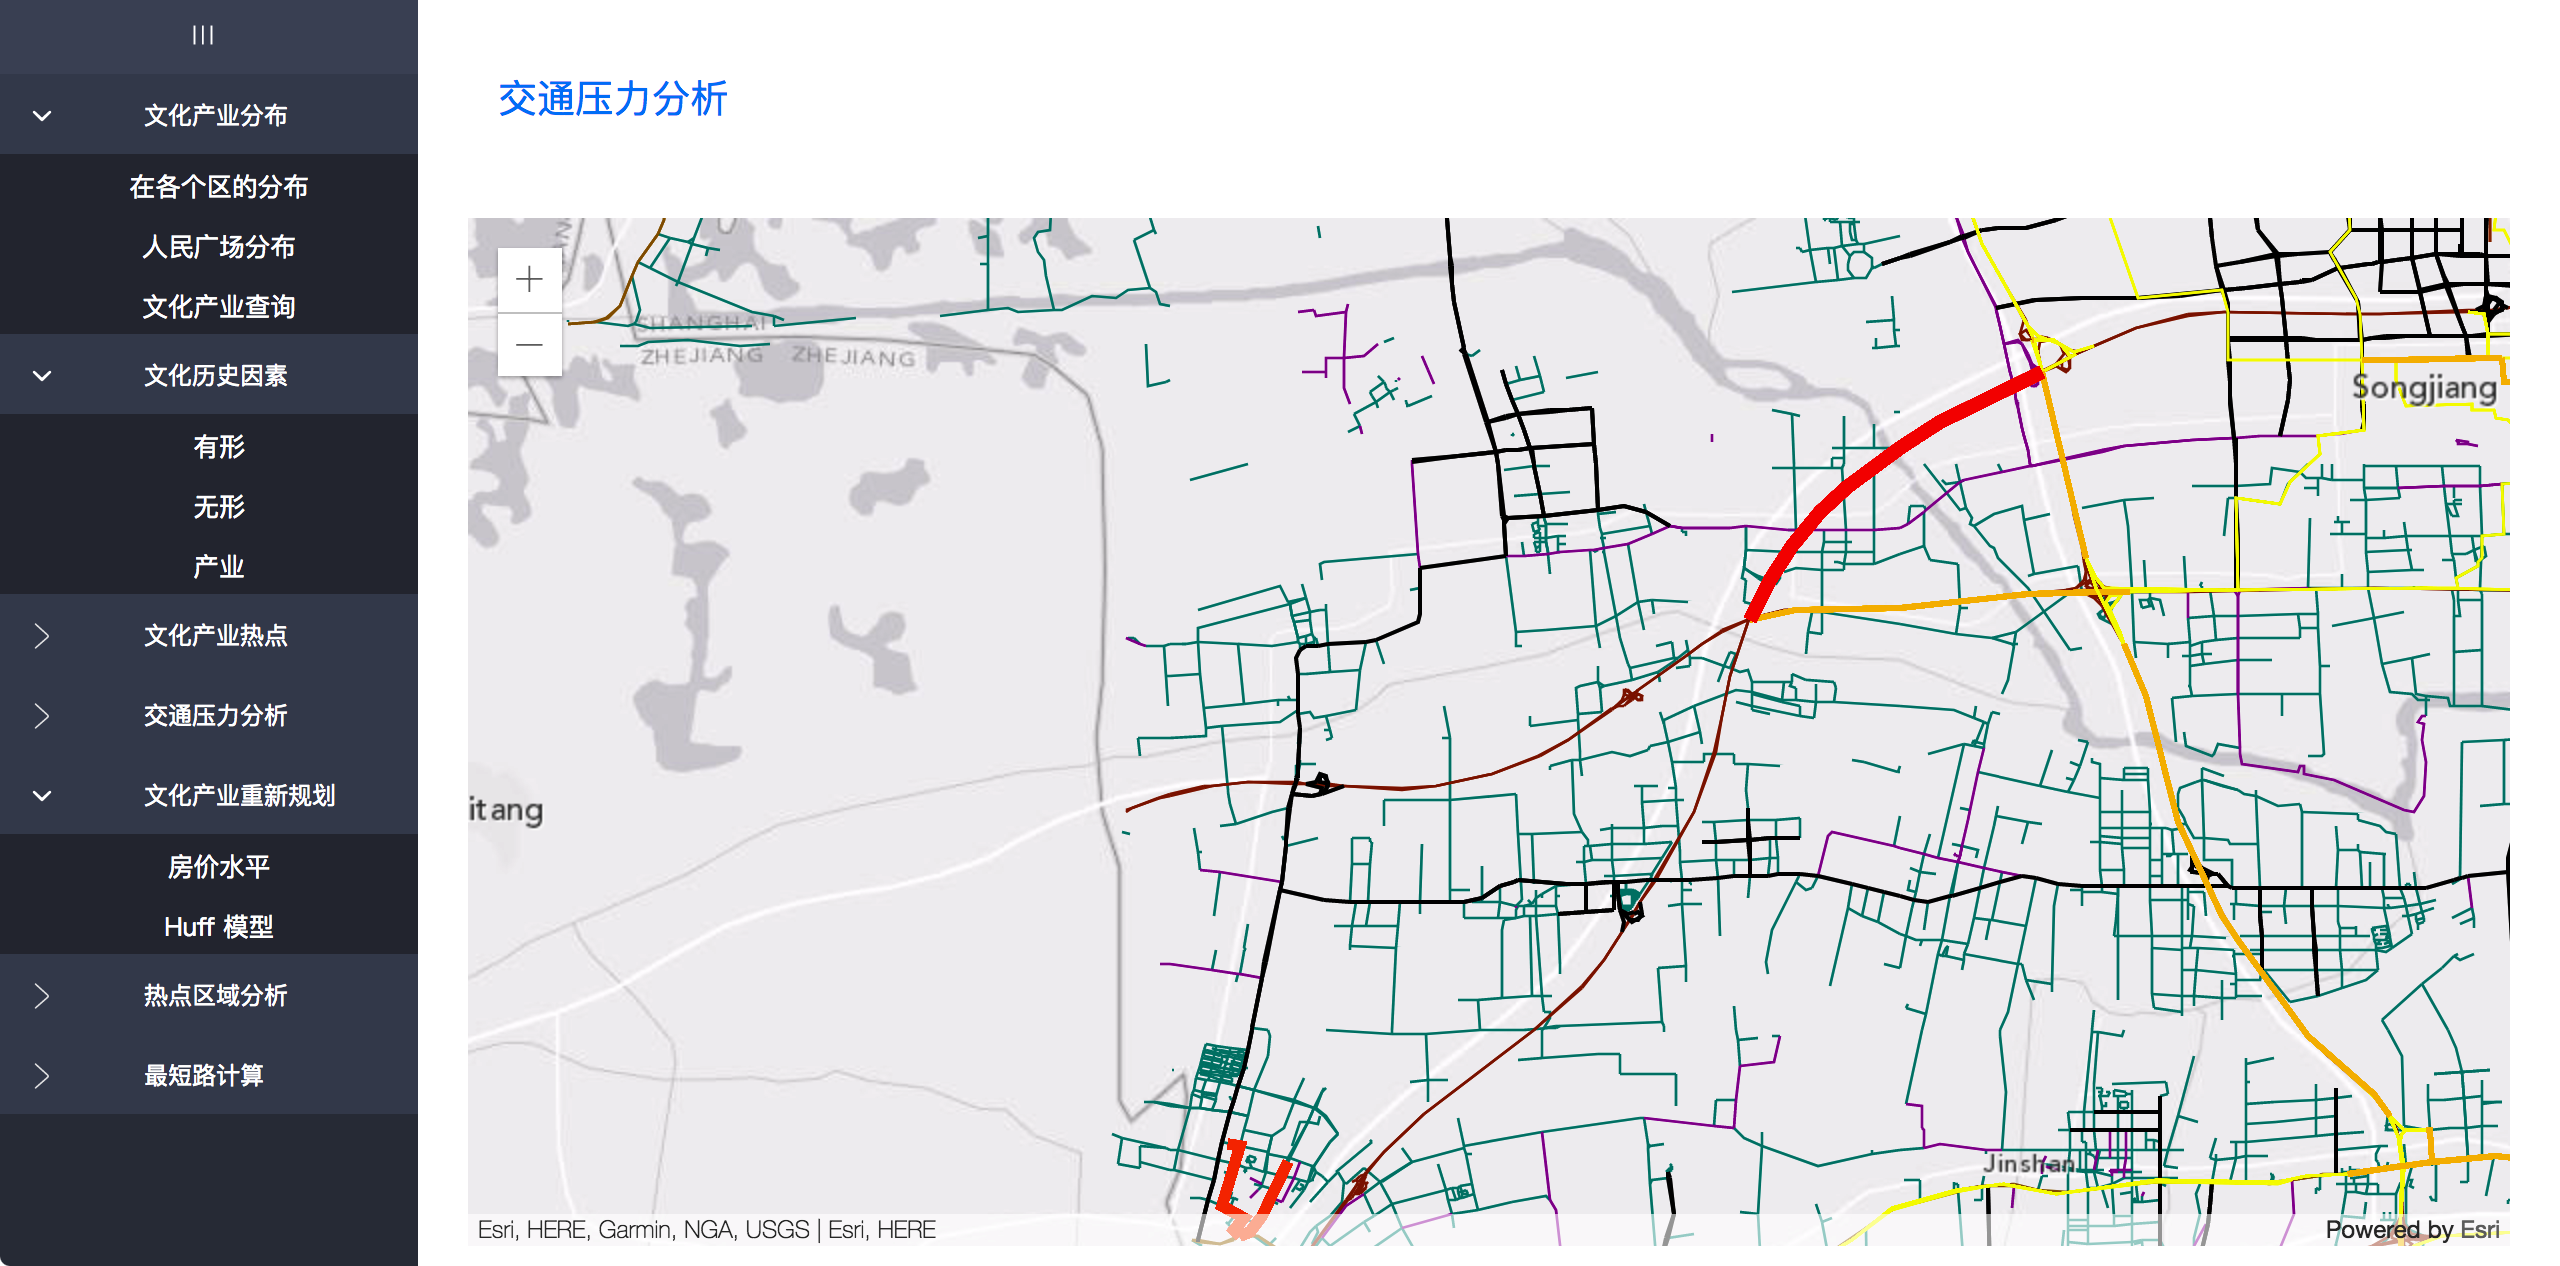 文化产业分布
在各个区的分布
人民广场分布
文化产业查询
文化历史因素
有形
无形
产业
文化产业热点
交通压力分析
文化产业重新规划
房价水平
Huff 模型
热点区域分析
最短路计算
交通压力分析
+
−
SHANGHAI
ZHEJIANG ZHEJIANG
Songjiang
itang
Jinshan
Esri, HERE, Garmin, NGA, USGS | Esri, HERE
Powered by Esri